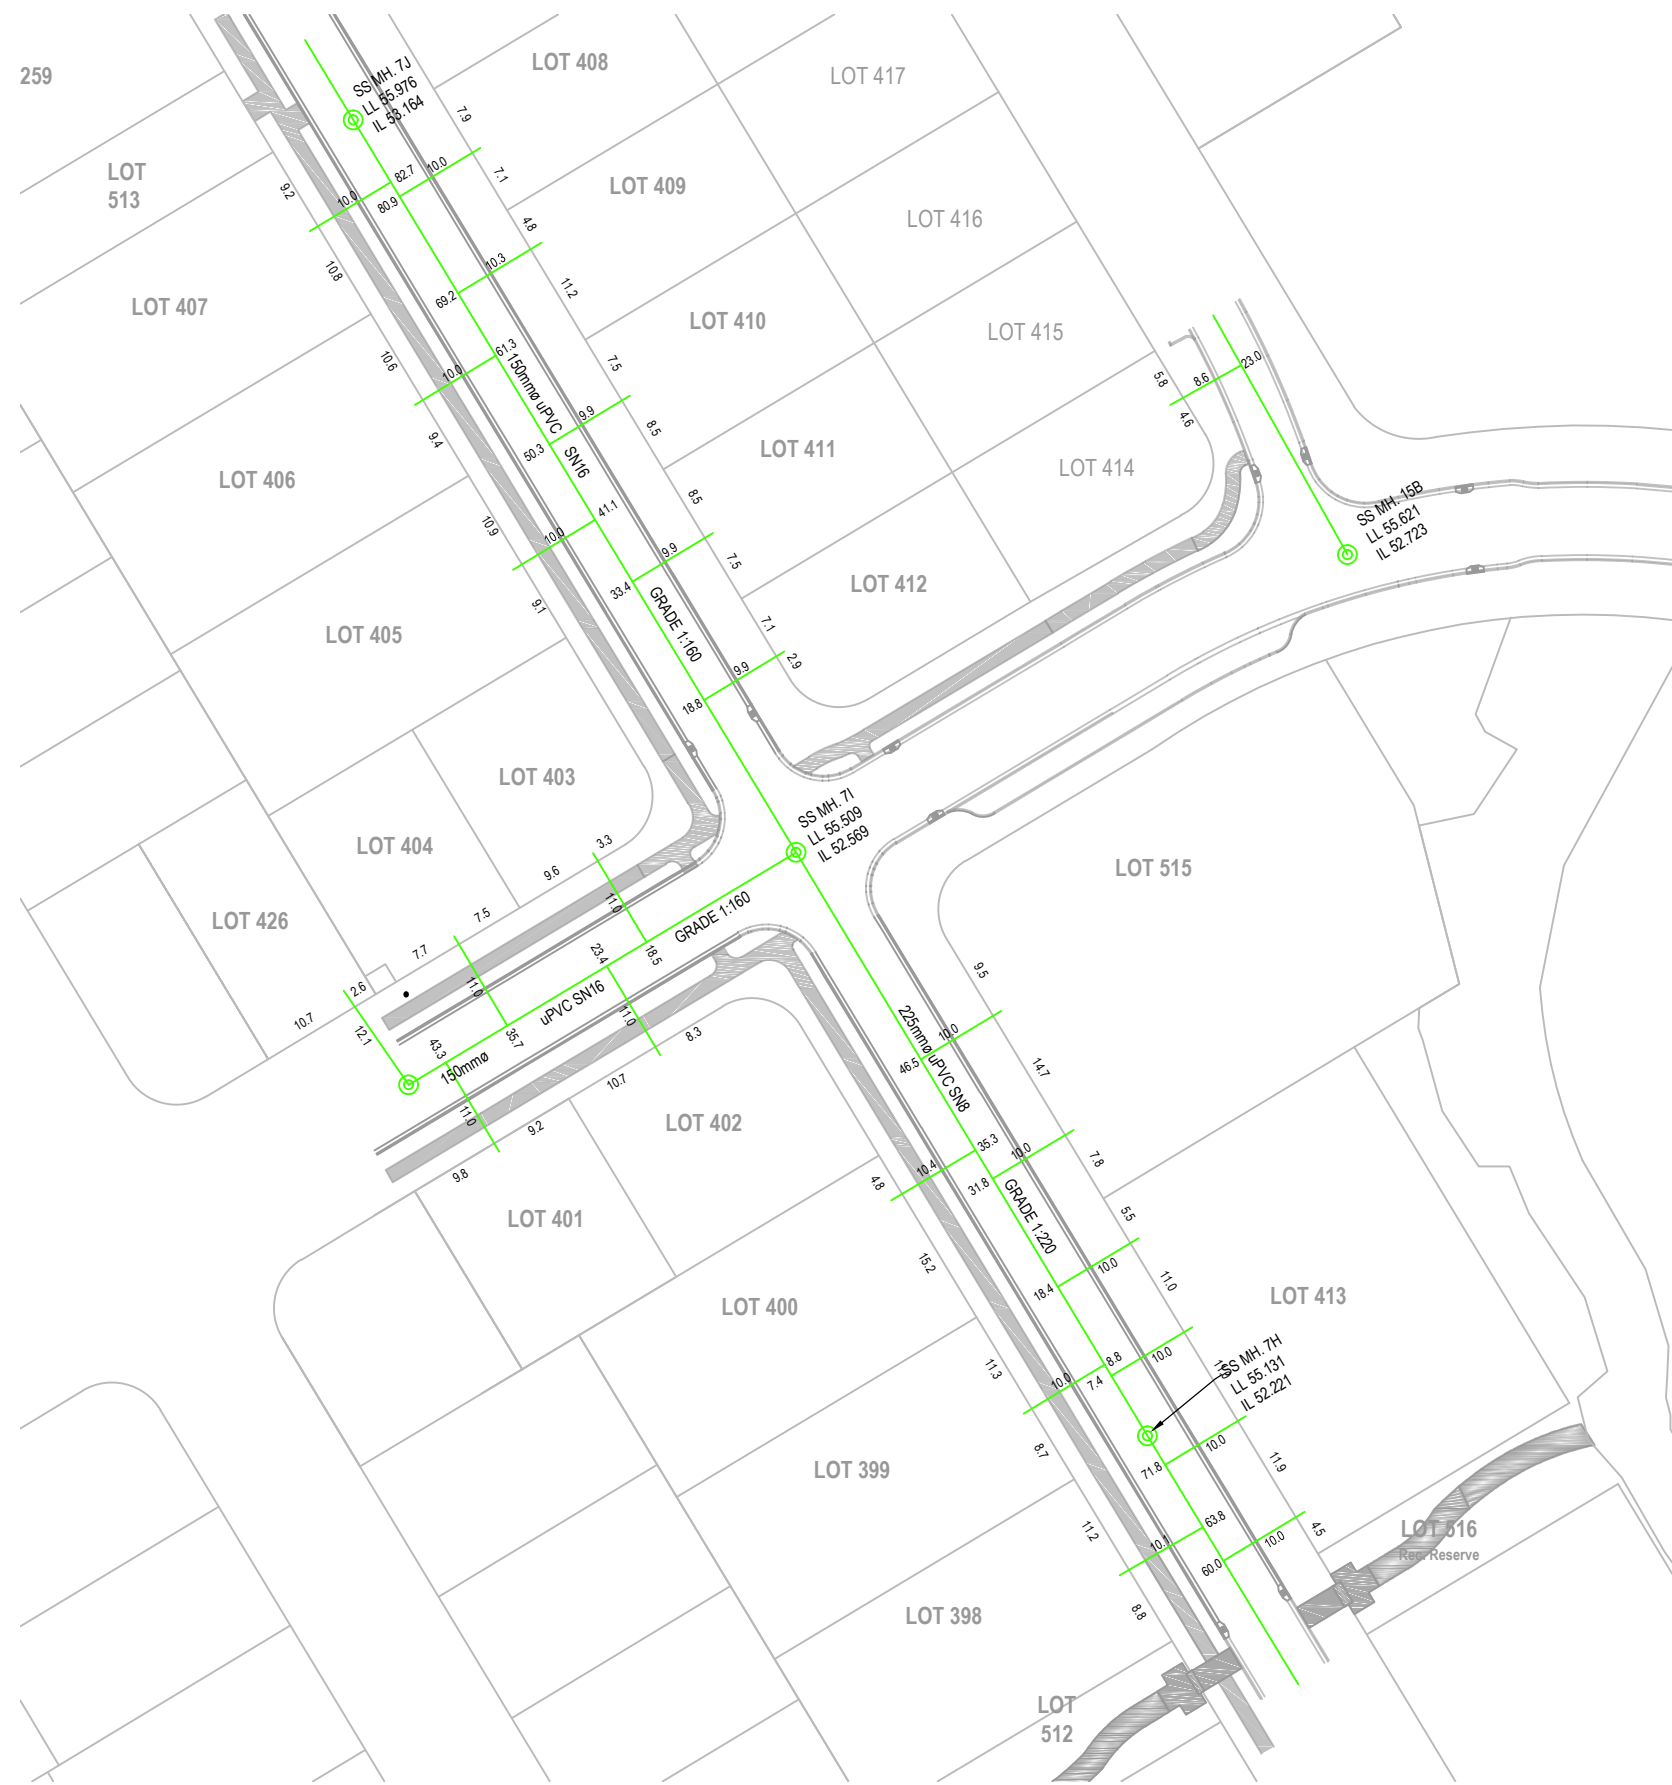 259
LOT 408
LOT 417
SS MH. 7J
LL 55.976
IL 53.164
7.9
LOT
513
9.2
10.0
82.7
80.9
10.0
7.1
LOT 409
LOT 416
4.8
10.3
69.2
10.8
11.2
LOT 407
LOT 410
LOT 415
10.6
10.0
61.3
7.5
5.8
8.6
23.0
150mmø uPVC SN16
9.9
50.3
8.5
4.6
9.4
LOT 411
LOT 414
LOT 406
10.9
10.0
41.1
8.5
SS MH. 15B
LL 55.621
IL 52.723
9.9
33.4
7.5
LOT 412
9.1
GRADE 1:160
7.1
LOT 405
9.9
18.8
2.9
LOT 403
SS MH. 7I
LL 55.509
IL 52.569
3.3
LOT 404
9.6
LOT 515
11.0
7.5
LOT 426
GRADE 1:160
18.5
23.4
7.7
11.0
2.6
uPVC SN16
11.0
9.5
10.7
12.1
43.3
35.7
150mmø
8.3
225mmø uPVC SN8
10.0
46.5
14.7
10.7
11.0
9.2
LOT 402
9.8
LOT 401
4.8
10.4
35.3
10.0
31.8
7.8
GRADE 1:220
5.5
15.2
10.0
18.4
11.0
LOT 400
LOT 413
11.3
10.0
8.8
7.4
10.0
SS MH. 7H
LL 55.131
IL 52.221
8.7
LOT 399
71.8
10.0
11.9
11.2
10.1
63.8
60.0
10.0
4.5
LOT 516
Rec. Reserve
8.8
LOT 398
LOT
512